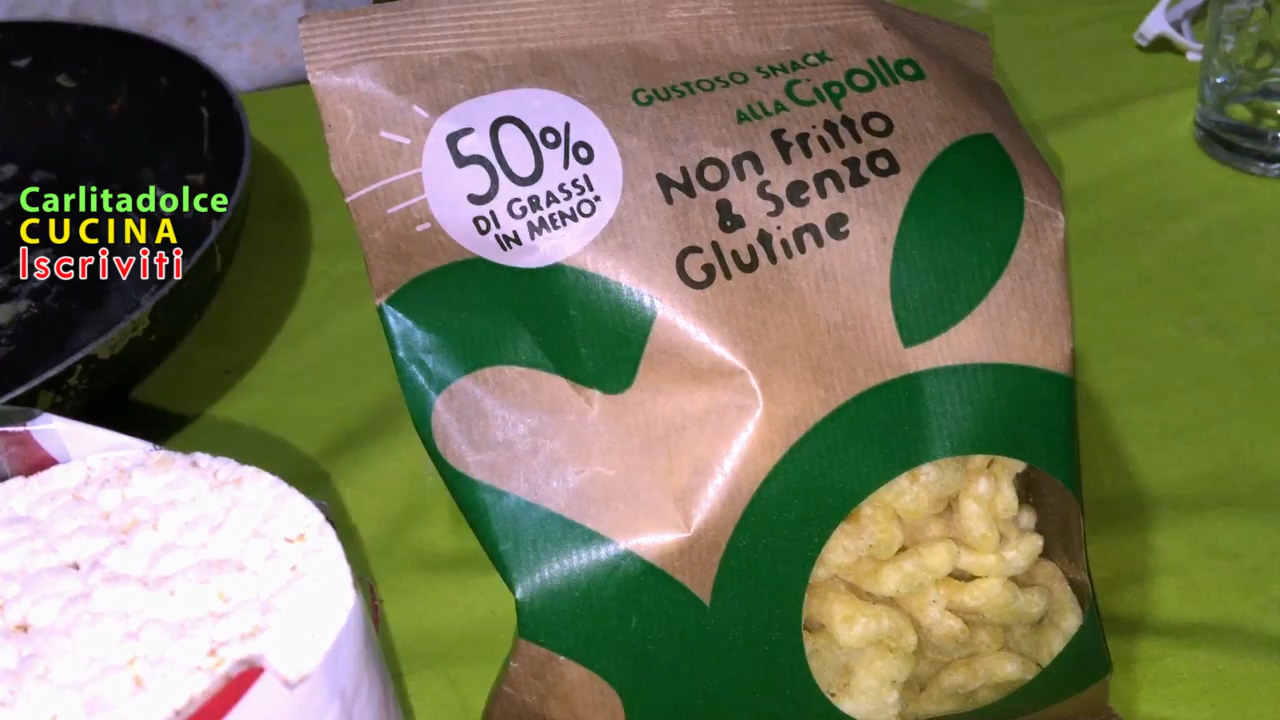 Carlitadolce
CUCINA
Iscriviti
50%
DI GRASSI
IN MENO*
GUSTOSO SNACK
ALLA Cipolla
Non Fritto
& Senza
Glutine